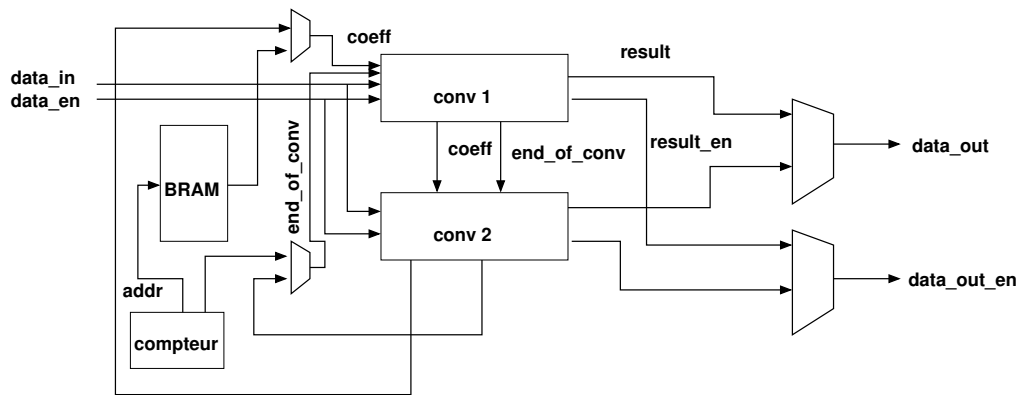 coeff
result
data_in
data_en
conv 1
result_en
coeff
end_of_conv
data_out
end_of_conv
BRAM
conv 2
addr
data_out_en
compteur